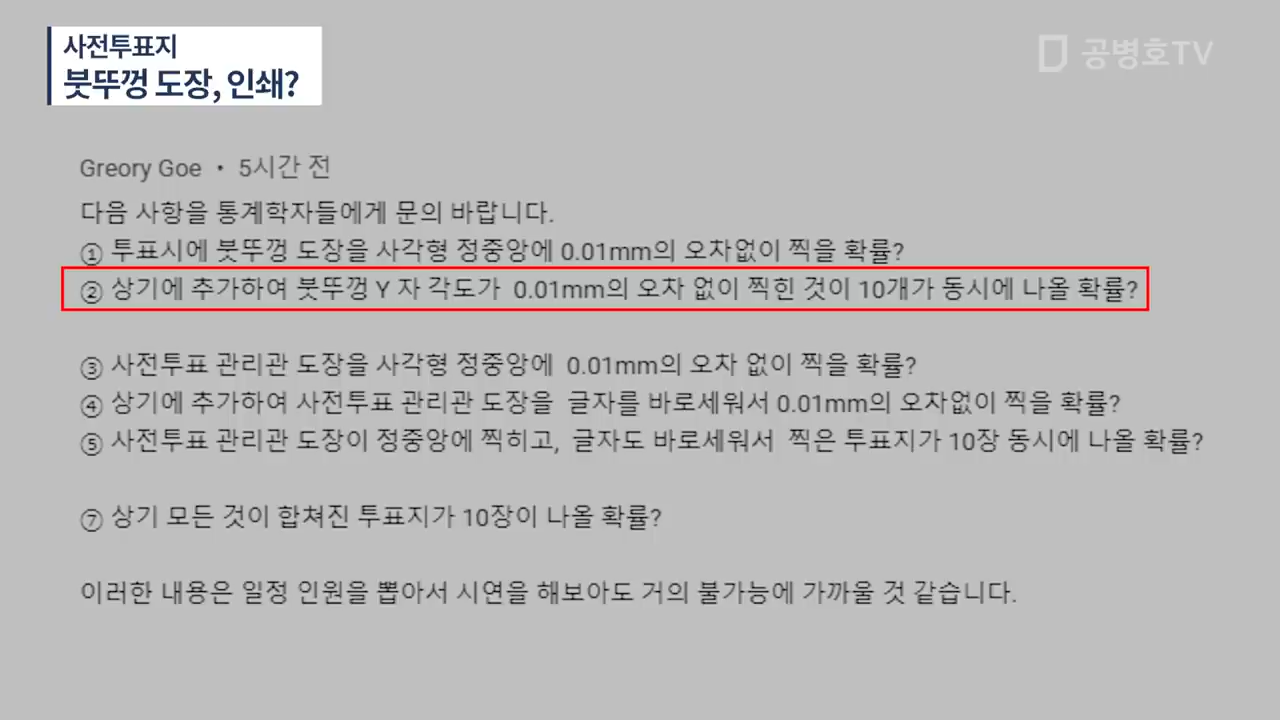 사전투표지
붓뚜껑 도장, 인쇄?
공병호TV
Greory Goe • 5시간 전
다음 사항을 통계학자들에게 문의 바랍니다.
① 투표시에 붓뚜껑 도장을 사각형 정중앙에 0.01mm의 오차없이 찍을 확률?
② 상기에 추가하여 붓뚜껑 Y 자 각도가 0.01mm의 오차 없이 찍힌 것이 10개가 동시에 나올 확률?
③ 사전투표 관리관 도장을 사각형 정중앙에 0.01mm의 오차 없이 찍을 확률?
④ 상기에 추가하여 사전투표 관리관 도장을 글자를 바로세워서 0.01mm의 오차없이 찍을 확률?
⑤ 사전투표 관리관 도장이 정중앙에 찍히고, 글자도 바로세워서 찍은 투표지가 10장 동시에 나올 확률?
⑦ 상기 모든 것이 합쳐진 투표지가 10장이 나올 확률?
이러한 내용은 일정 인원을 뽑아서 시연을 해보아도 거의 불가능에 가까울 것 같습니다.